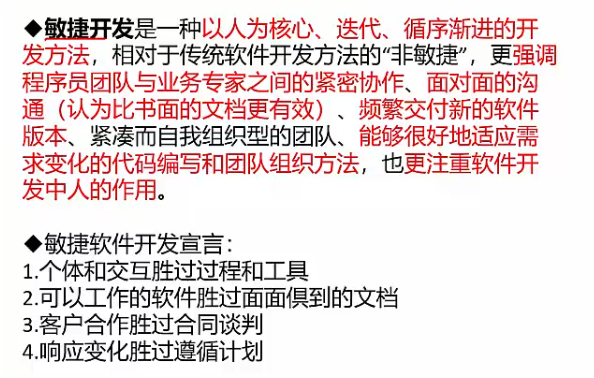 ◆敏捷开发是一种以人为核心、迭代、循序渐进的开
发方法，相对于传统软件开发方法的“非敏捷”，更强调
程序员团队与业务专家之间的紧密协作、面对面的沟
通（认为比书面的文档更有效）、频繁交付新的软件
版本、紧凑而自我组织型的团队、能够很好地适应需
求变化的代码编写和团队组织方法，也更注重软件开
发中人的作用。
◆敏捷软件开发宣言：
1.个体和交互胜过过程和工具
2.可以工作的软件胜过面面俱到的文档
3.客户合作胜过合同谈判
4.响应变化胜过遵循计划